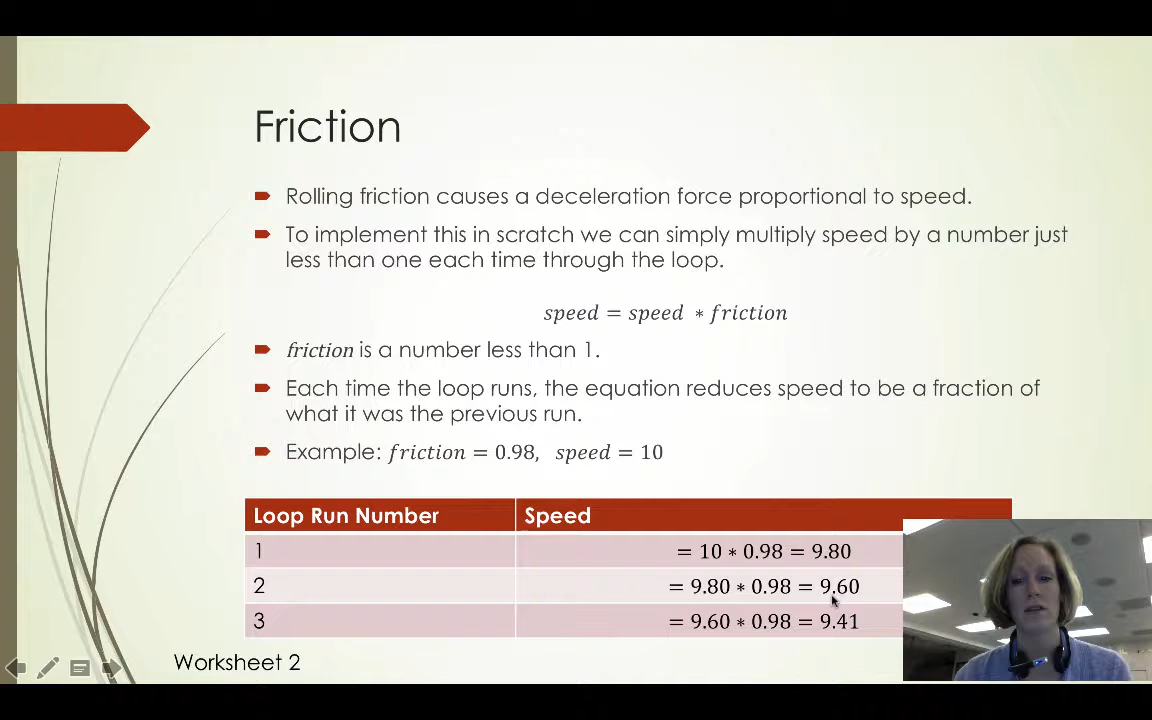 Friction
Rolling friction causes a deceleration force proportional to speed.
To implement this in scratch we can simply multiply speed by a number just
less than one each time through the loop.
speed = speed * friction
friction is a number less than 1.
Each time the loop runs, the equation reduces speed to be a fraction of
what it was the previous run.
Example: friction = 0.98, speed = 10
Loop Run Number Speed
1 = 10 * 0.98 = 9.80
2 = 9.80 * 0.98 = 9.60
3 = 9.60 * 0.98 = 9.41
Worksheet 2